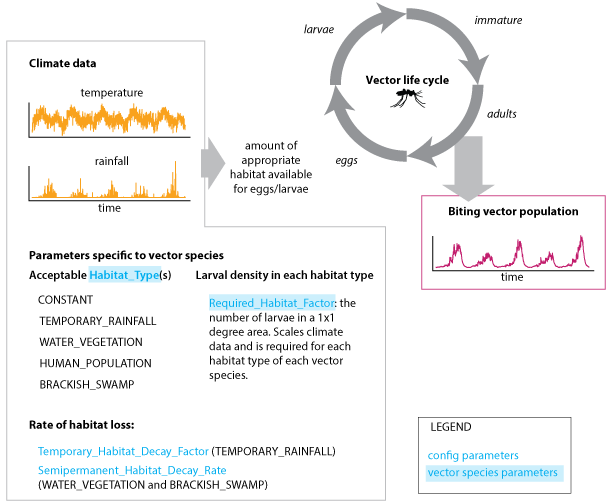 Climate data
temperature
rainfall
time
amount of
appropriate
habitat available
for eggs/larvae
larvae
immature
Vector life cycle
eggs
adults
Biting vector population
time
Parameters specific to vector species
Acceptable Habitat_Type(s)
CONSTANT
TEMPORARY_RAINFALL
WATER_VEGETATION
HUMAN_POPULATION
BRACKISH_SWAMP
Larval density in each habitat type
Required_Habitat_Factor: the
number of larvae in a 1x1
degree area. Scales climate
data and is required for each
habitat type of each vector
species.
Rate of habitat loss:
Temporary_Habitat_Decay_Factor (TEMPORARY_RAINFALL)
Semipermanent_Habitat_Decay_Rate
(WATER_VEGETATION and BRACKISH_SWAMP)
LEGEND
config parameters
vector species parameters